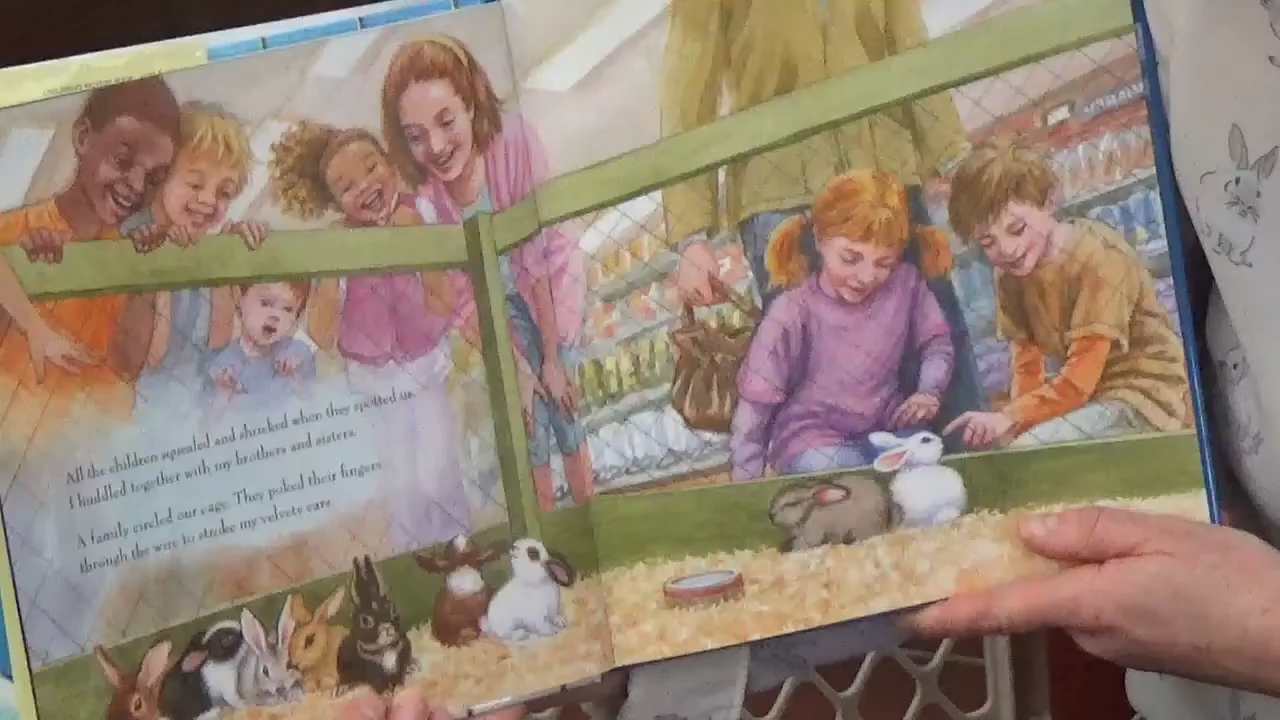 All the children squealed and shrieked when they spotted us.
I huddled together with my brothers and sisters.
A family circled our cage. They poked their fingers
through the wire to stroke my velvety ears.